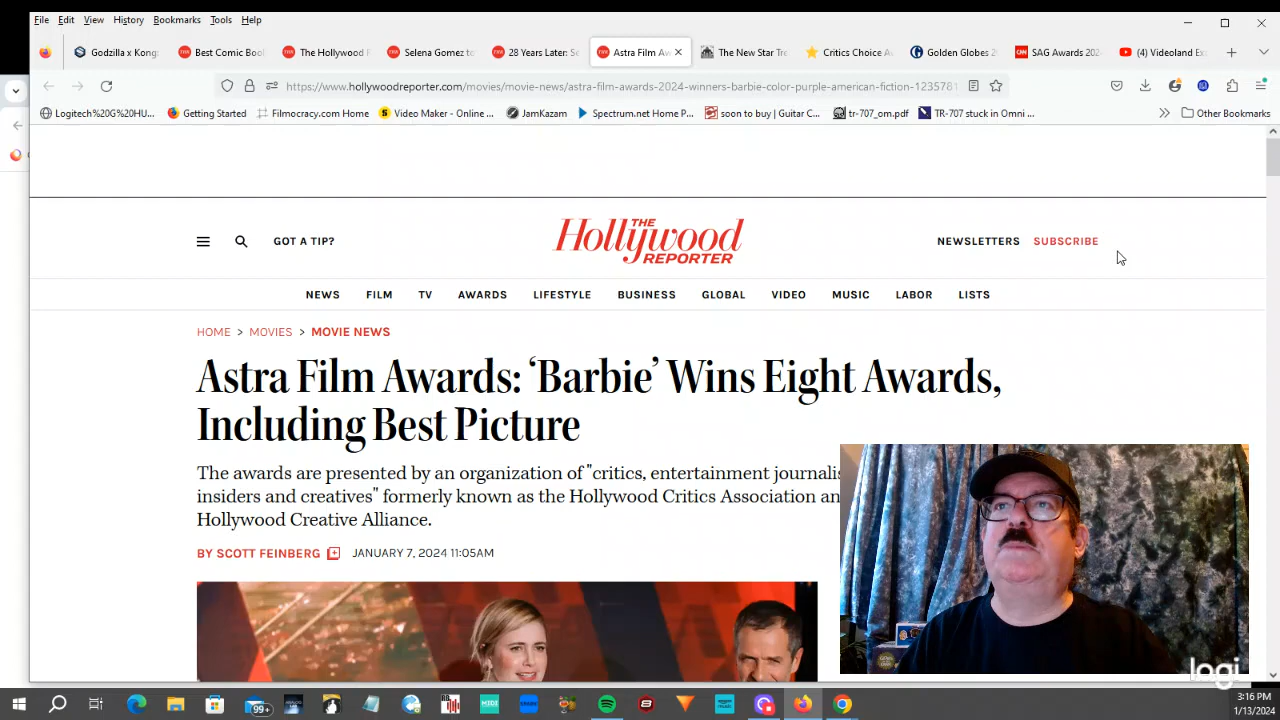 File Edit View History Bookmarks Tools Help
Godzilla x Kong: Best Comic Boo The Hollywood F Selena Gomez to 28 Years Later: Se Astra Film Aw The New Star Tre Critics Choice A Golden Globes 2 SAG Awards 202 (4) Videoland Ex
https://www.hollywoodreporter.com/movies/movie-news/astra-film-awards-2024-winners-barbie-color-purple-american-fiction-1235781
Logitech%20G%20HU... Getting Started Filmocracy.com Home Video Maker - Online ... JamKazam Spectrum.net Home P... soon to buy | Guitar C... tr-707_om.pdf TR-707 stuck in Omni ... Other Bookmarks
GOT A TIP? THE Hollywood REPORTER NEWSLETTERS SUBSCRIBE
NEWS FILM TV AWARDS LIFESTYLE BUSINESS GLOBAL VIDEO MUSIC LABOR LISTS
HOME > MOVIES > MOVIE NEWS
Astra Film Awards: ‘Barbie’ Wins Eight Awards,
Including Best Picture
The awards are presented by an organization of "critics, entertainment journalis
insiders and creatives" formerly known as the Hollywood Critics Association an
Hollywood Creative Alliance.
BY SCOTT FEINBERG JANUARY 7, 2024 11:05AM
logi
99+
MIDI
3:16 PM
1/13/2024